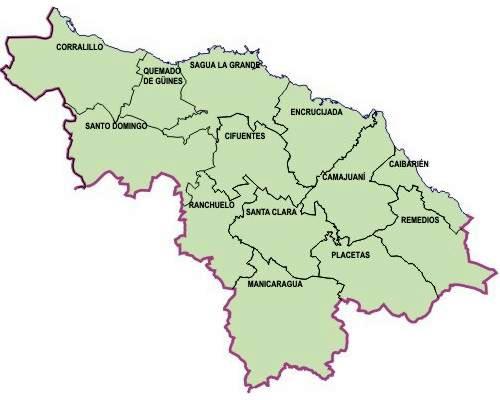 CORRALILLO
QUEMADO
DE GÜINES
SAGUA LA GRANDE
ENCRUCIJADA
SANTO DOMINGO
CIFUENTES
CAIBARIÉN
CAMAJUANÍ
RANCHUELO
SANTA CLARA
REMEDIOS
PLACETAS
MANICARAGUA